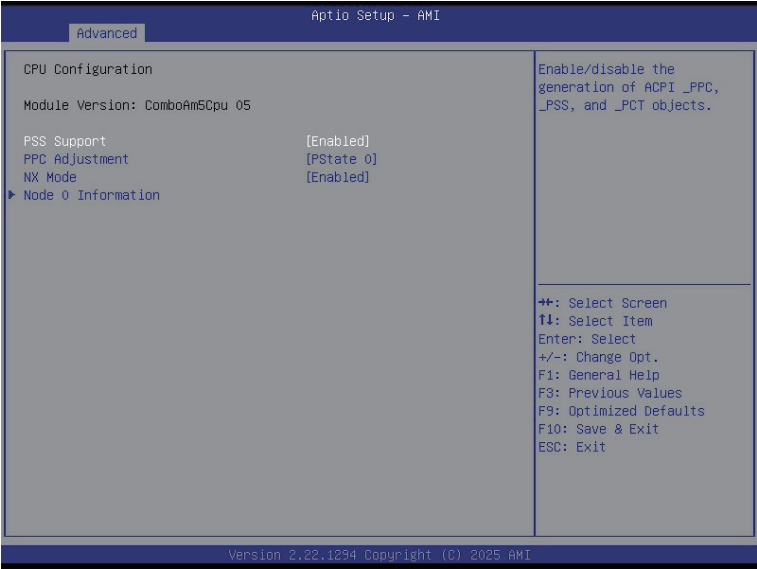 Aptio Setup – AMI
Advanced
CPU Configuration
Module Version: ComboAm5Cpu 05
PSS Support [Enabled]
PPC Adjustment [PState 0]
NX Mode [Enabled]
Node 0 Information
Enable/disable the
generation of ACPI _PPC,
_PSS, and _PCT objects.
→←: Select Screen
↑↓: Select Item
Enter: Select
+/-: Change Opt.
F1: General Help
F3: Previous Values
F9: Optimized Defaults
F10: Save & Exit
ESC: Exit
Version 2.22.1294 Copyright (C) 2025 AMI